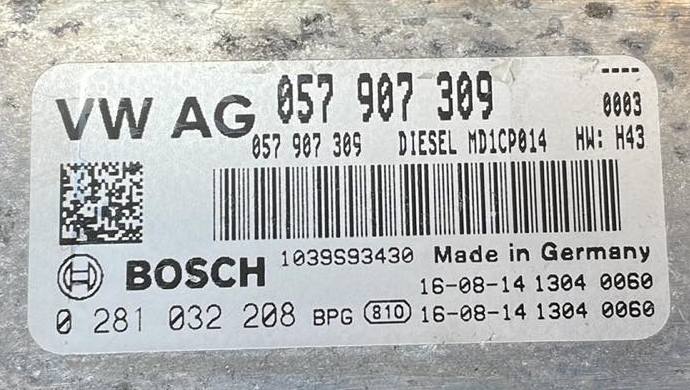 ----
VW AG 057 907 309 0003
057 907 309 DIESEL MD1CP014 HW: H43
BOSCH 1039S93430 Made in Germany
16-08-14 1304 0060
0 281 032 208 BPG 810 16-08-14 1304 0060